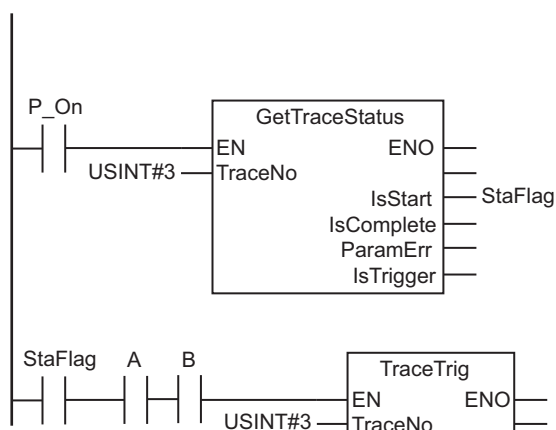 P_On
GetTraceStatus
EN ENO
USINT#3 TraceNo
IsStart StaFlag
IsComplete
ParamErr
IsTrigger
StaFlag A B
TraceTrig
EN ENO
USINT#3 TraceNo